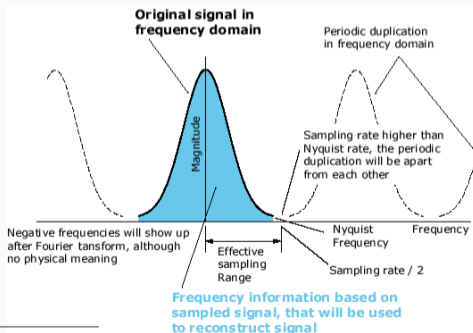 Original signal in
frequency domain
Periodic duplication
in frequency domain
Magnitude
Sampling rate higher than
Nyquist rate, the periodic
duplication will be apart
from each other
Negative frequencies will show up
after Fourier tansform, although
no physical meaning
Effective
sampling
Range
Nyquist
Frequency
Frequency
Sampling rate / 2
Frequency information based on
sampled signal, that will be used
to reconstruct signal